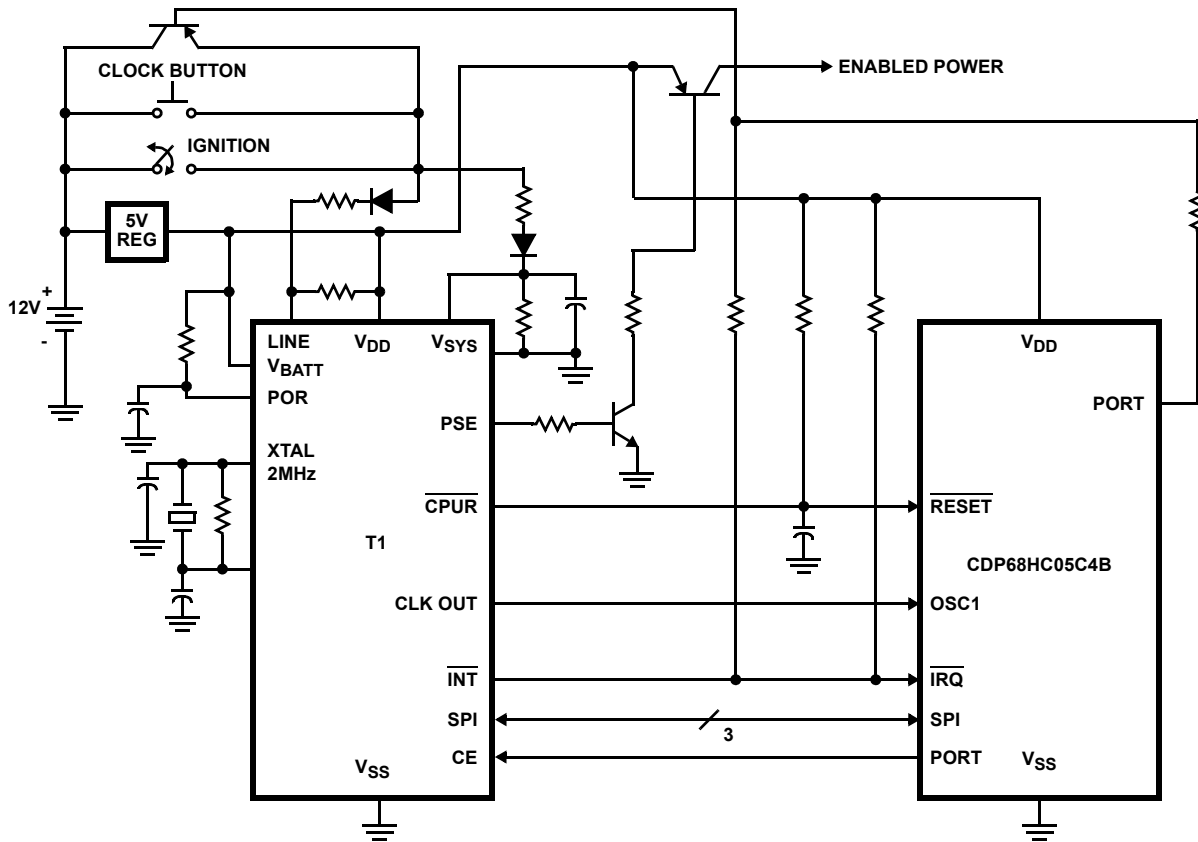 CLOCK BUTTON
ENABLED POWER
IGNITION
5V
REG
12V
+
-
LINE
VDD
VSYS
VBATT
POR
PSE
XTAL
2MHz
CPUR
T1
CLK OUT
INT
SPI
CE
VSS
3
VDD
PORT
RESET
CDP68HC05C4B
OSC1
IRQ
SPI
PORT
VSS